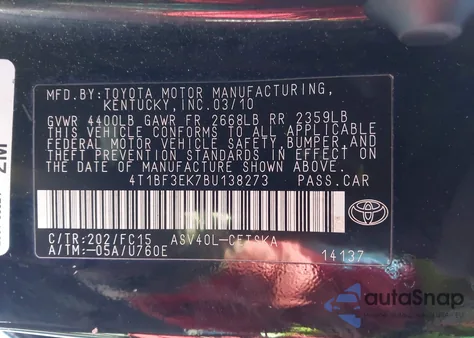 MFD.BY:TOYOTA MOTOR MANUFACTURING,
KENTUCKY,INC.03/10
GVWR 4400LB GAWR FR 2668LB RR 2359LB
THIS VEHICLE CONFORMS TO ALL APPLICABLE
FEDERAL MOTOR VEHICLE SAFETY,BUMPER,AND
THEFT PREVENTION STANDARDS IN EFFECT ON
THE DATE OF MANUFACTURE SHOWN ABOVE.
4T1BF3EK7BU138273 PASS.CAR
C/TR:202/FC15 ASV40L-CETSKA
A/TM:-05A/U760E 14137
autoSnap